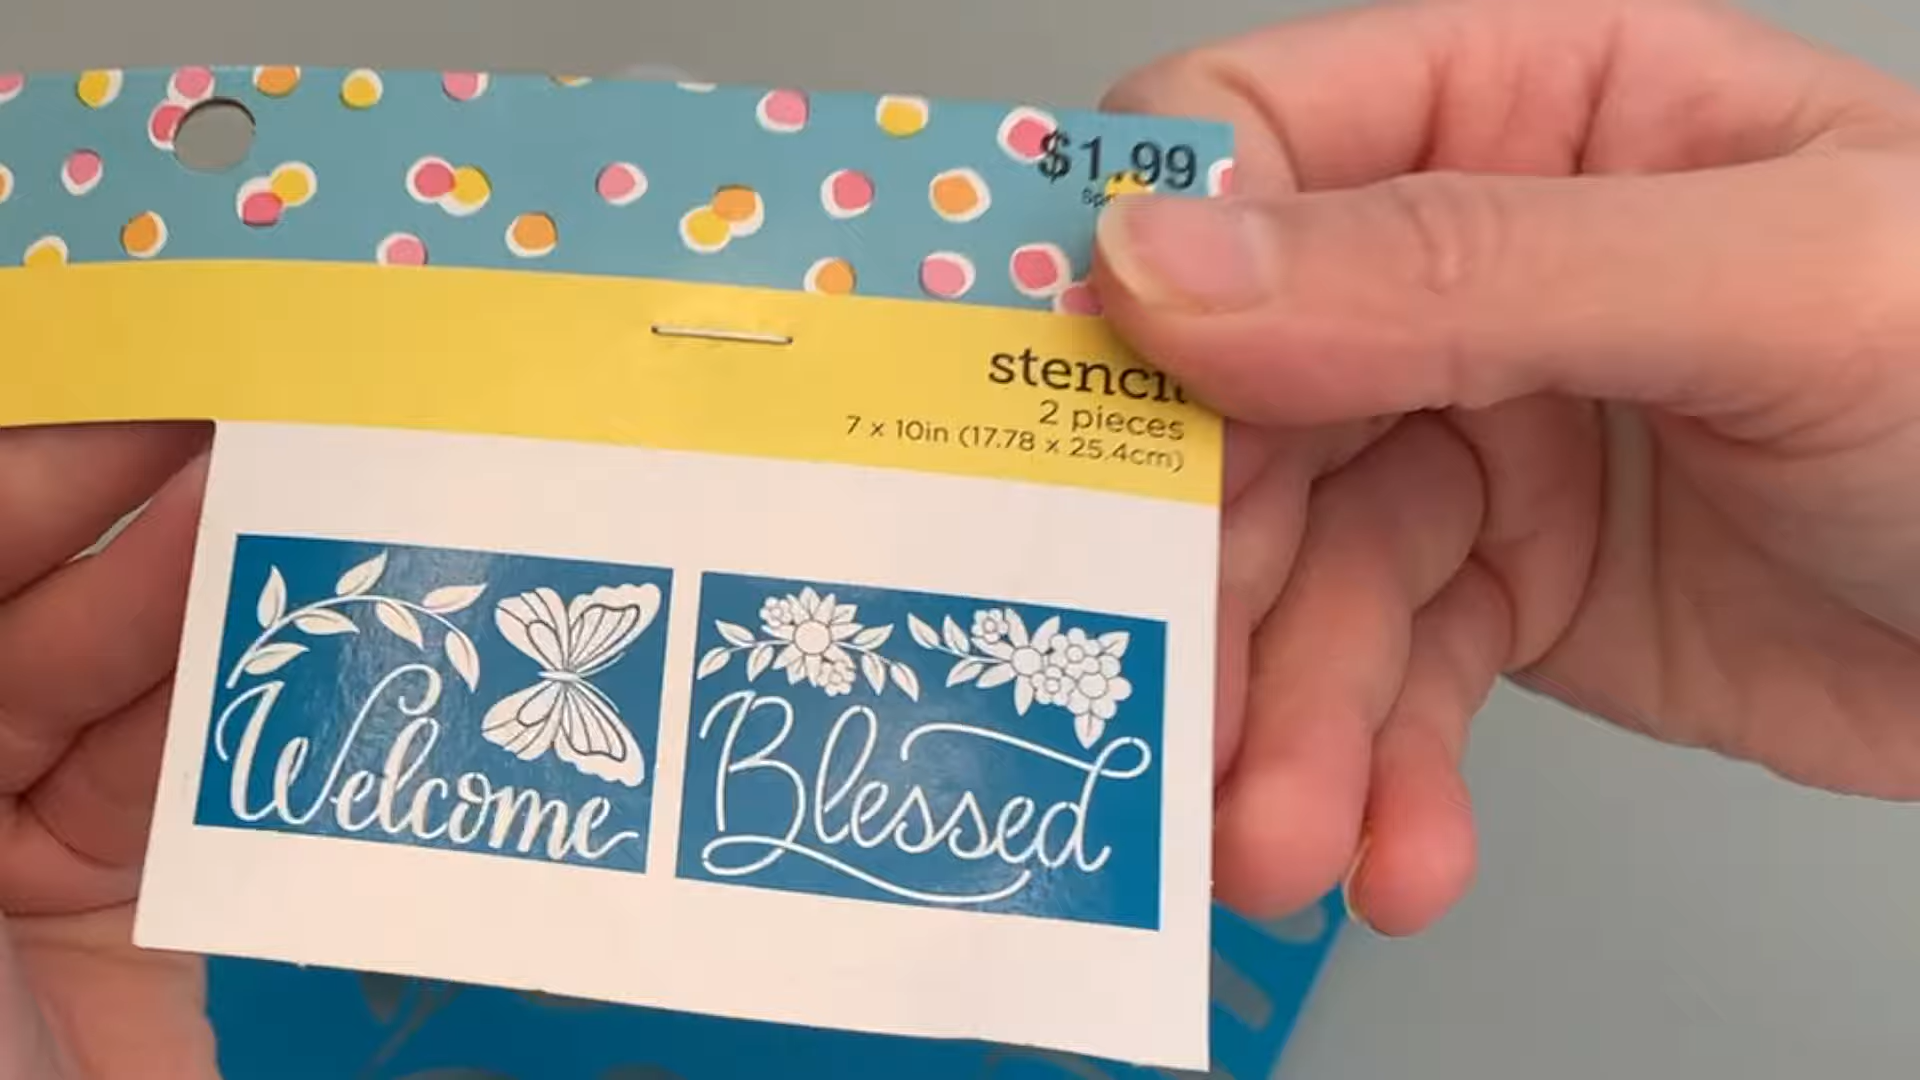 $1.99
stencil
2 pieces
7 x 10in (17.78 x 25.4cm)
Welcome
Blessed